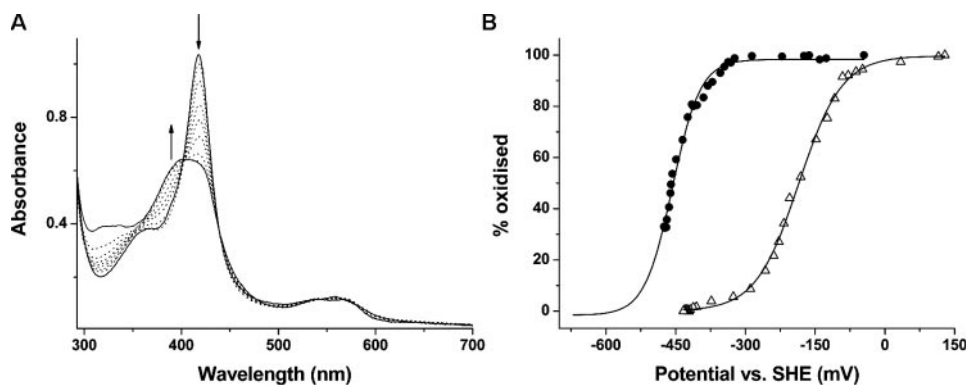 A
B
Absorbance
0.8
0.4
300 400 500 600 700
Wavelength (nm)
% oxidised
100
80
60
40
20
0
-600 -450 -300 -150 0 150
Potential vs. SHE (mV)